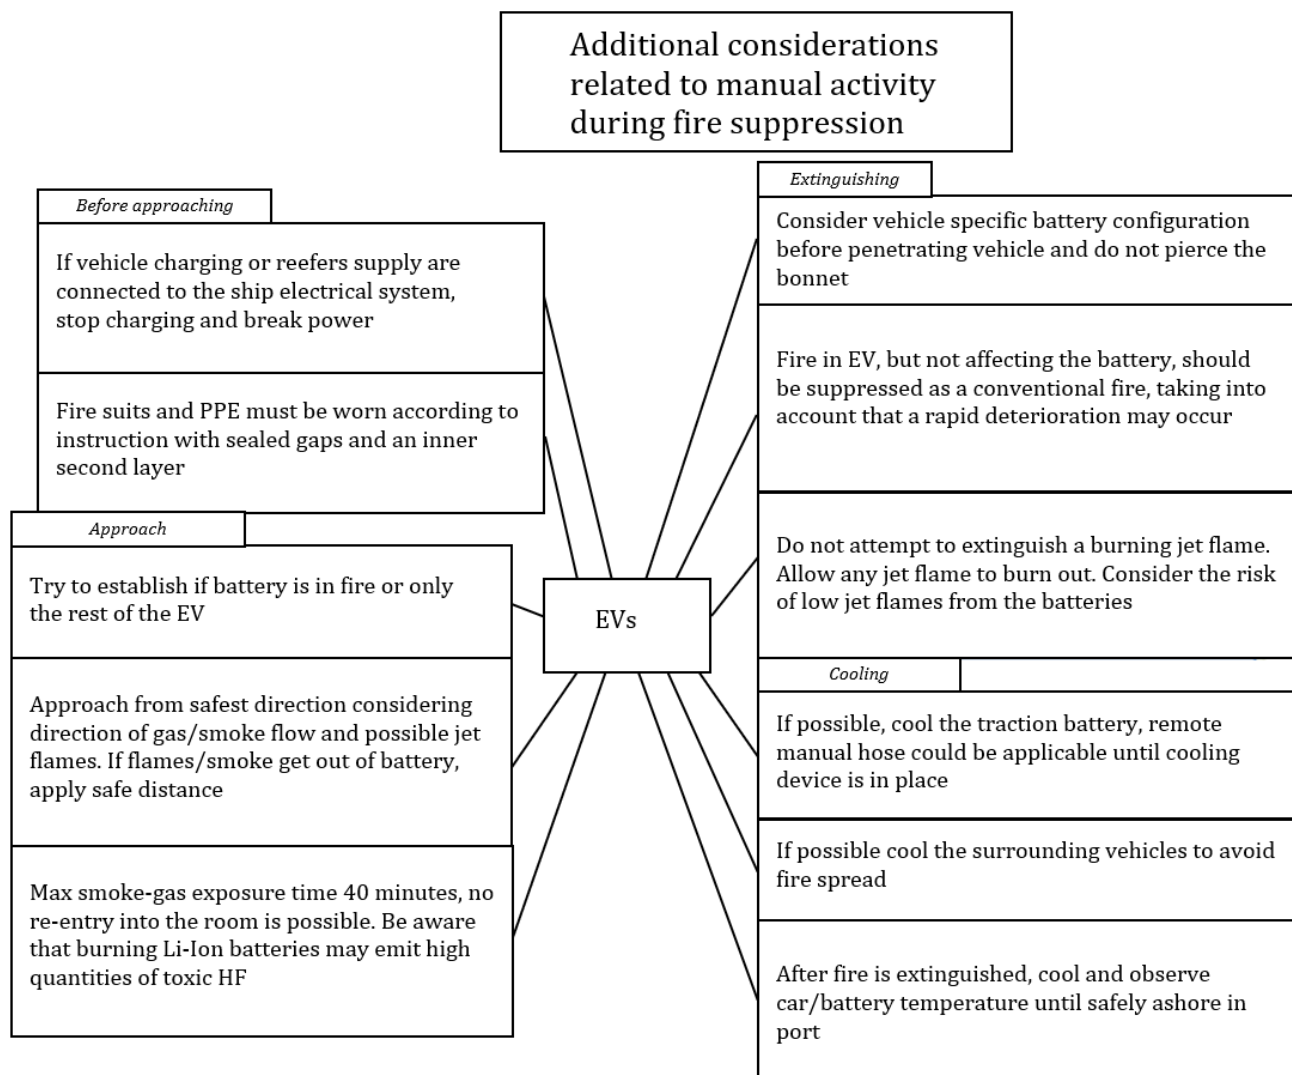 Additional considerations
related to manual activity
during fire suppression
Before approaching
If vehicle charging or reefers supply are
connected to the ship electrical system,
stop charging and break power
Fire suits and PPE must be worn according to
instruction with sealed gaps and an inner
second layer
Approach
Try to establish if battery is in fire or only
the rest of the EV
Approach from safest direction considering
direction of gas/smoke flow and possible jet
flames. If flames/smoke get out of battery,
apply safe distance
Max smoke-gas exposure time 40 minutes, no
re-entry into the room is possible. Be aware
that burning Li-Ion batteries may emit high
quantities of toxic HF
EVs
Extinguishing
Consider vehicle specific battery configuration
before penetrating vehicle and do not pierce the
bonnet
Fire in EV, but not affecting the battery, should
be suppressed as a conventional fire, taking into
account that a rapid deterioration may occur
Do not attempt to extinguish a burning jet flame.
Allow any jet flame to burn out. Consider the risk
of low jet flames from the batteries
Cooling
If possible, cool the traction battery, remote
manual hose could be applicable until cooling
device is in place
If possible cool the surrounding vehicles to avoid
fire spread
After fire is extinguished, cool and observe
car/battery temperature until safely ashore in
port